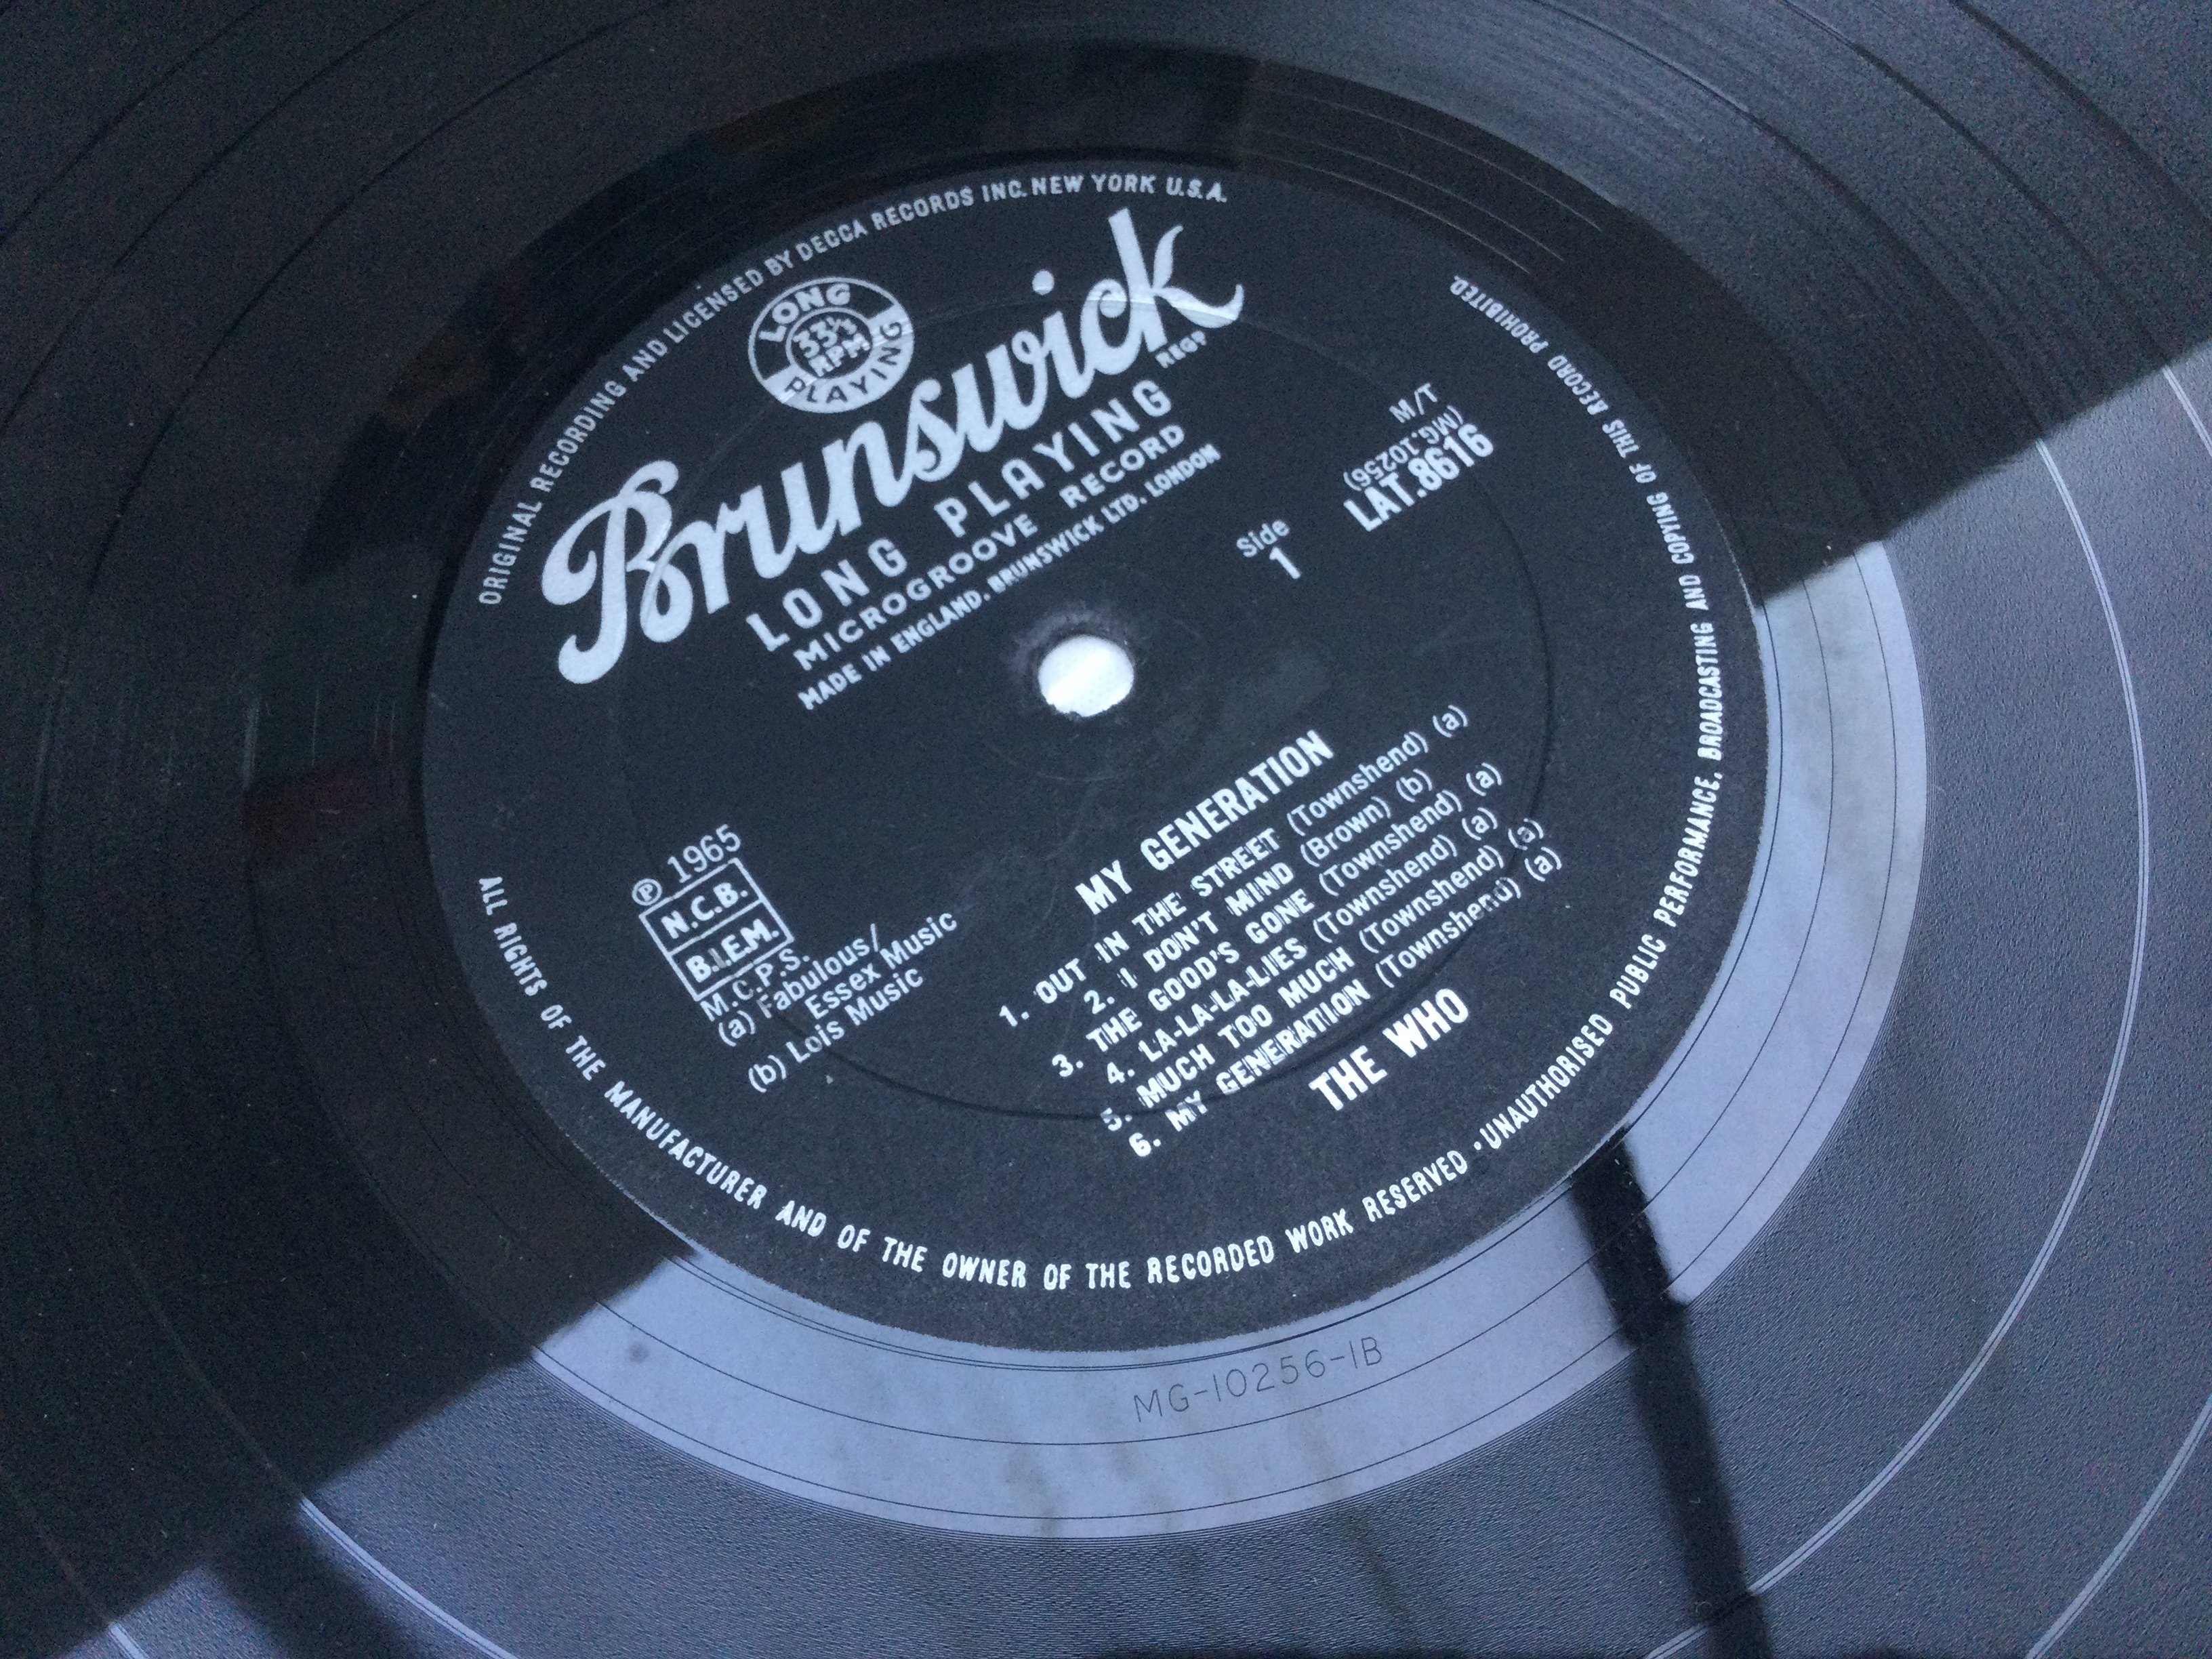 ORIGINAL RECORDING AND LICENSED BY DECCA RECORDS INC. NEW YORK U.S.A.
LONG
33⅓
RPM
PLAYING
Brunswick
REGD
LONG PLAYING
MICROGROOVE RECORD
MADE IN ENGLAND. BRUNSWICK LTD. LONDON
M/T
(MG.10256)
LAT.8616
Side
1
℗ 1965
N.C.B.
B.I.E.M.
M.C.P.S.
(a) Fabulous/
Essex Music
(b) Lois Music
MY GENERATION
1. OUT IN THE STREET (Townshend) (a)
2. I DON'T MIND (Brown) (b)
3. THE GOOD'S GONE (Townshend) (a)
4. LA-LA-LA-LIES (Townshend) (a)
5. MUCH TOO MUCH (Townshend) (a)
6. MY GENERATION (Townshend) (a)
THE WHO
ALL RIGHTS OF THE MANUFACTURER AND OF THE OWNER OF THE RECORDED WORK RESERVED · UNAUTHORISED PUBLIC PERFORMANCE, BROADCASTING AND COPYING OF THIS RECORD PROHIBITED.
MG-10256-1B